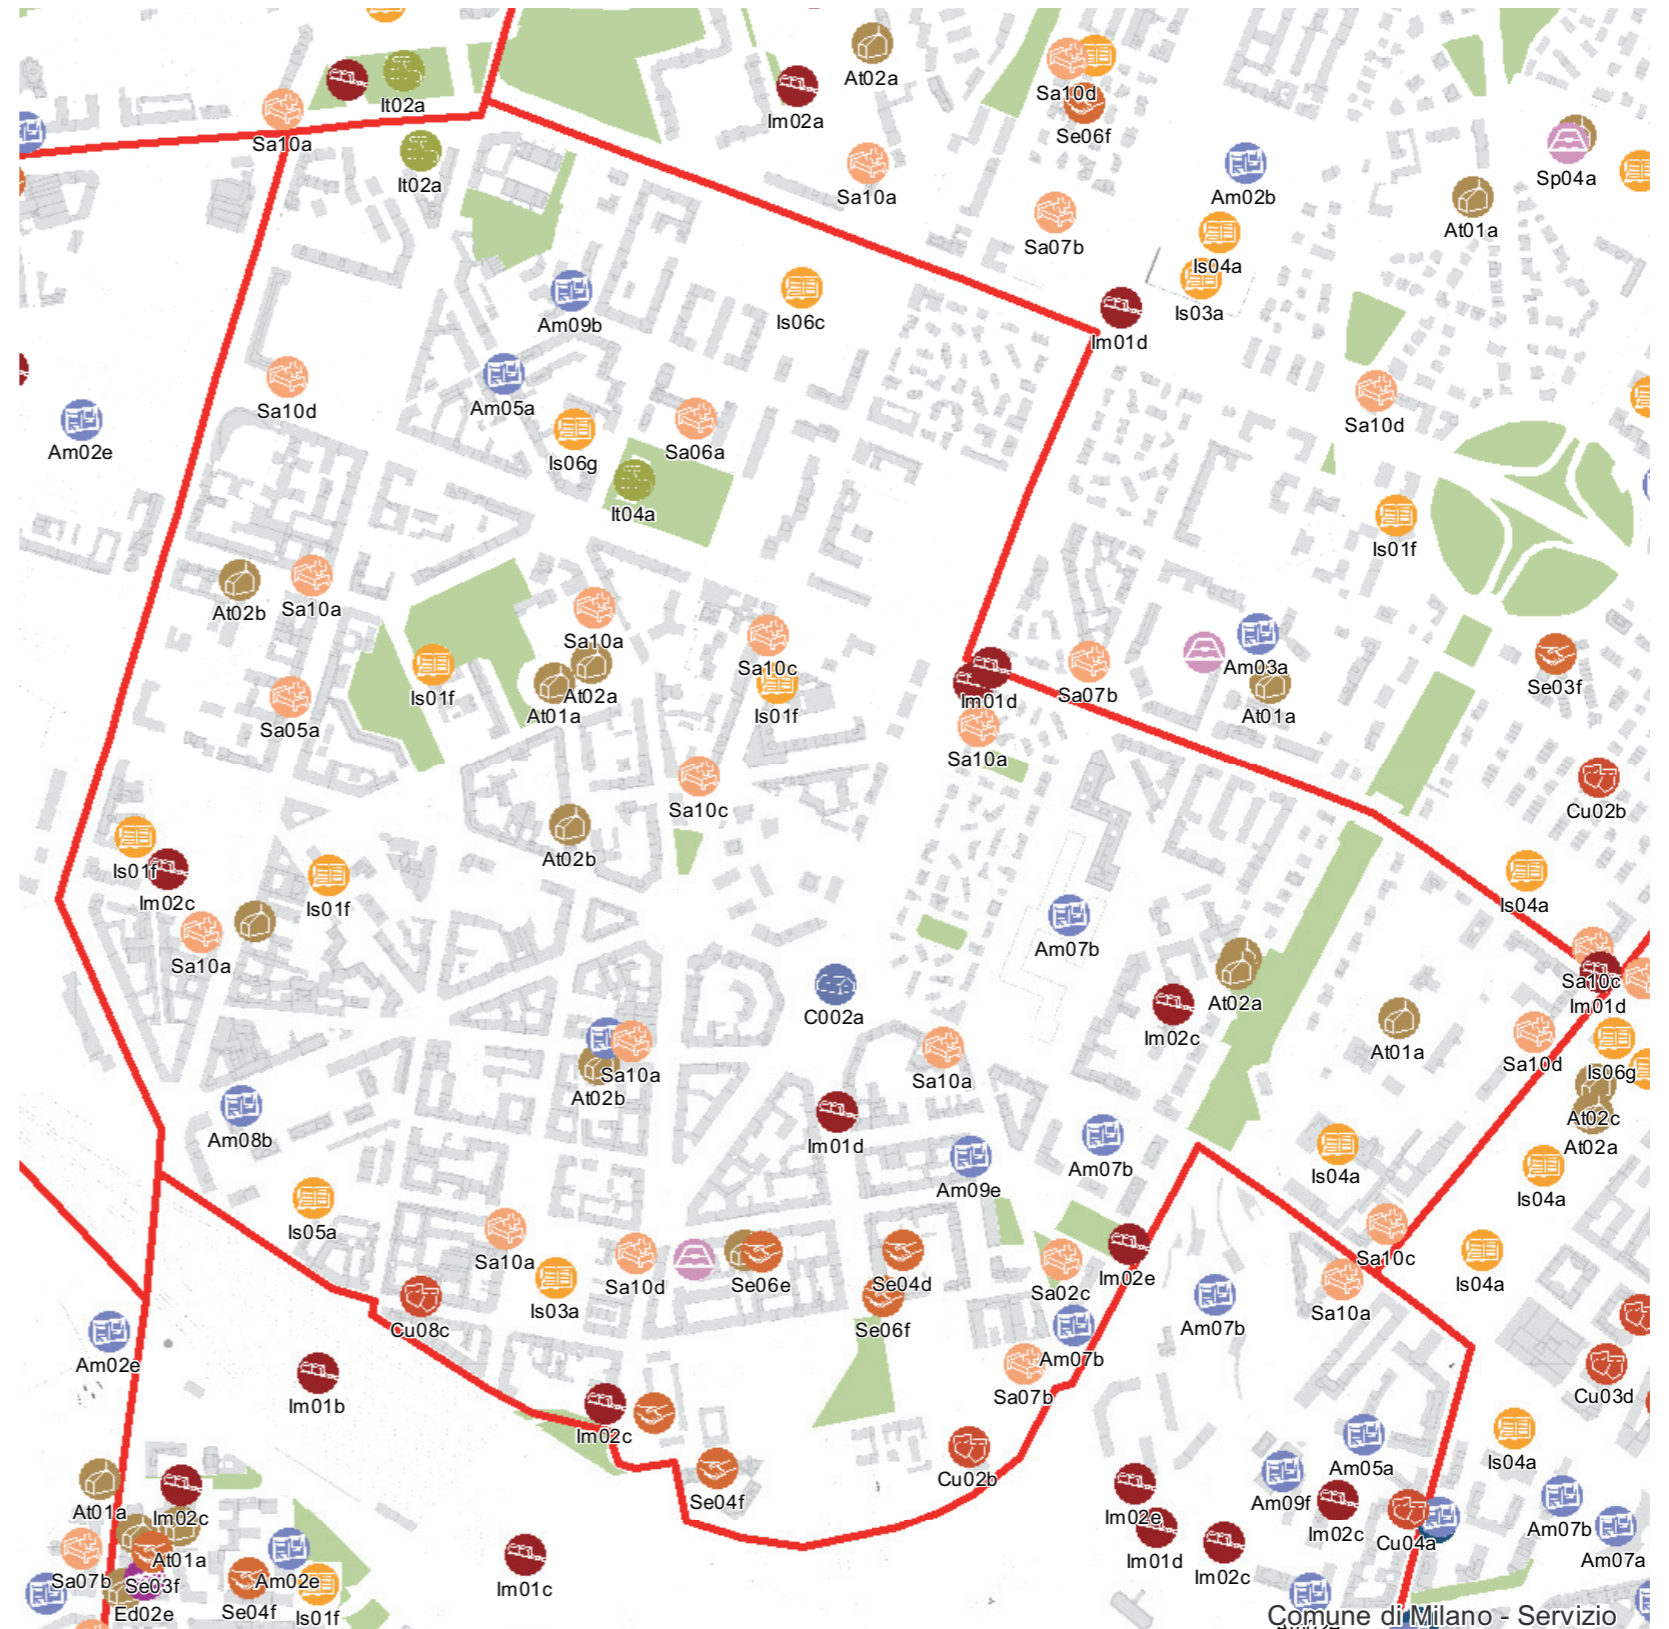 It02a
At02a
Im02a
Sa10d
Se06f
Sa10a
It02a
Sa10a
Am02b
Sp04a
At01a
Sa07b
Is04a
Is03a
Am09b
Is06c
Im01d
Am05a
Sa10d
Am02e
Is06g
Sa06a
Sa10d
It04a
Is01f
At02b
Sa10a
Sa10a
Sa10c
Am03a
Sa07b
Se03f
Is01f
At02a
At01a
Is01f
Im01d
At01a
Sa05a
Sa10a
Sa10c
Cu02b
At02b
Is01f
Im02c
Is01f
Is04a
Am07b
Sa10a
Sa10c
At02a
Im01d
C002a
Im02c
At01a
Sa10d
Sa10a
Sa10a
Is06g
At02b
At02c
Am08b
Im01d
At02a
Am07b
Is04a
Is04a
Am09e
Is05a
Sa10a
Sa10c
Sa10d
Se06e
Se04d
Im02e
Is04a
Sa02c
Is03a
Sa10a
Cu08c
Se06f
Am07b
Am02e
Am07b
Im01b
Sa07b
Cu03d
Im02c
Is04a
Am05a
Cu02b
Se04f
Am09f
At01a
Im02c
Im02e
Im02c
Am07b
Cu04a
At01a
Im01d
Am07a
Im02c
Sa07b
Se03f
Am02e
Im01c
Ed02e
Se04f
Is01f
Comune di Milano - Servizio